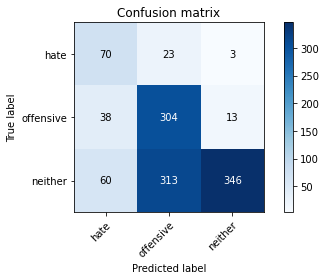 Confusion matrix
True label
hate 70 23 3
offensive 38 304 13
neither 60 313 346
hate offensive neither
Predicted label
300
250
200
150
100
50